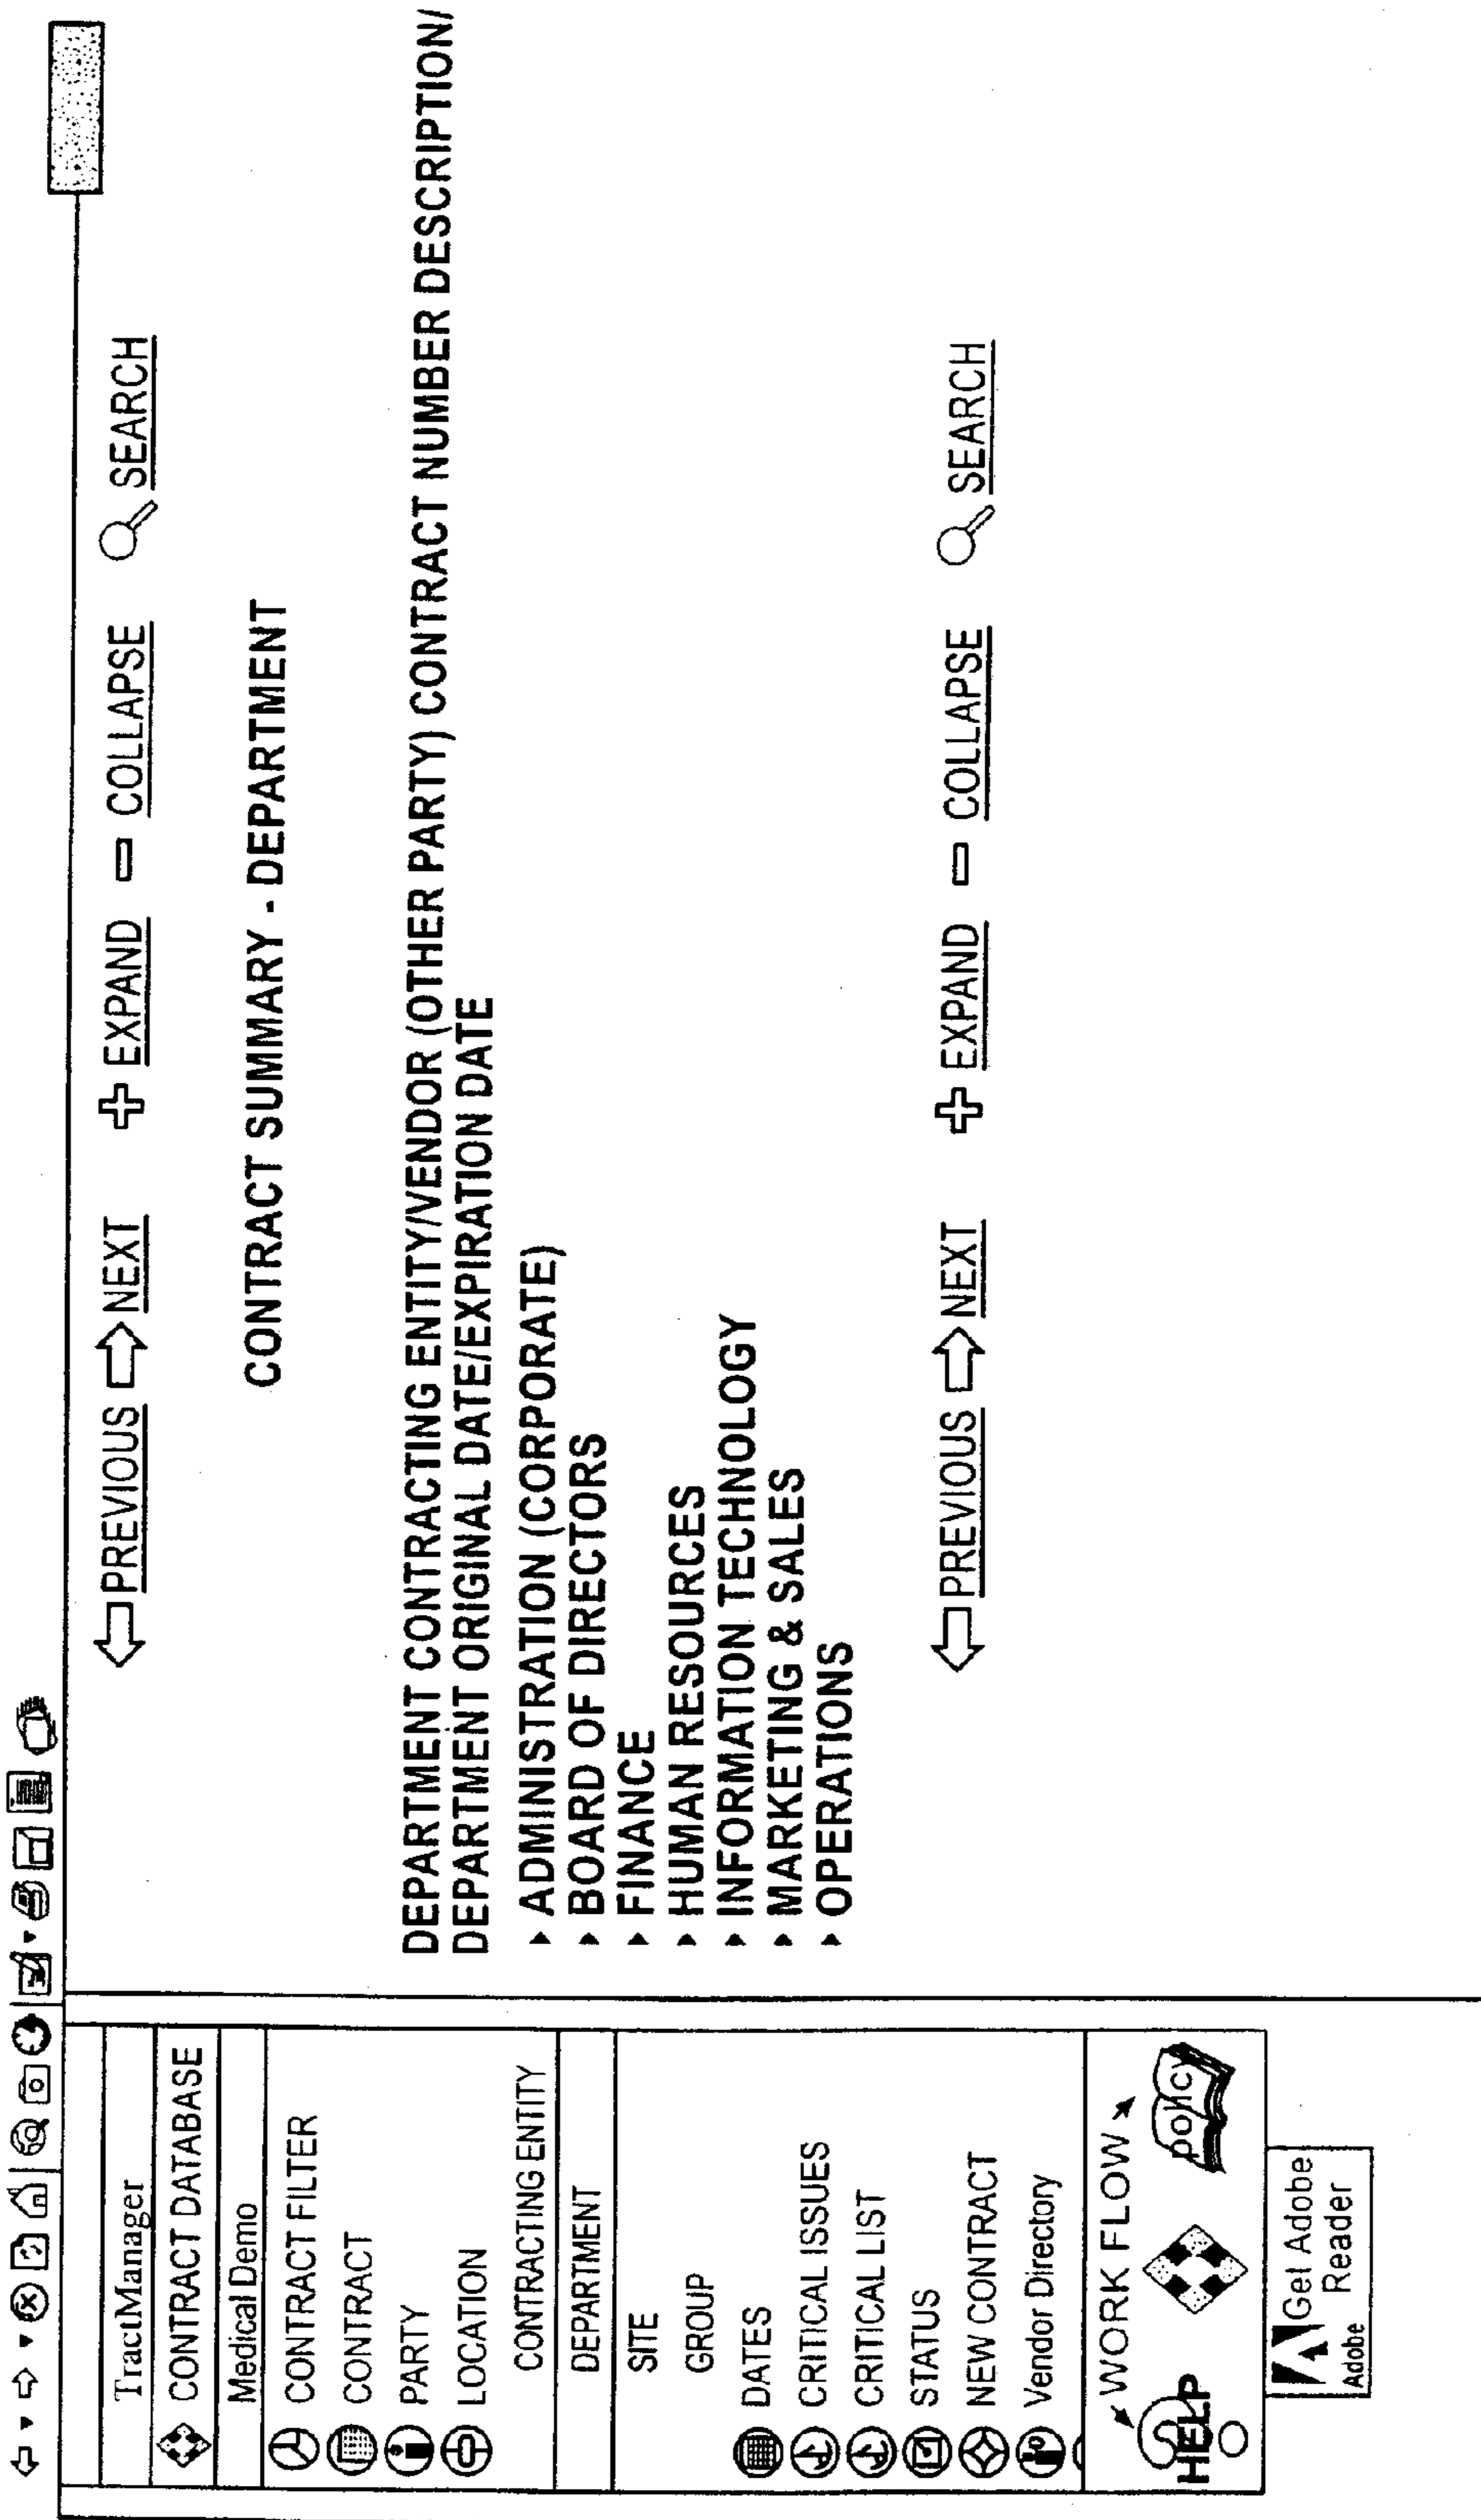 TractManager
CONTRACT DATABASE
Medical Demo
CONTRACT FILTER
CONTRACT
PARTY
LOCATION
CONTRACTING ENTITY
DEPARTMENT
SITE
GROUP
DATES
CRITICAL ISSUES
CRITICAL LIST
STATUS
NEW CONTRACT
Vendor Directory
WORK FLOW
HELP
policy
Get Adobe
Reader
Adobe
PREVIOUS NEXT EXPAND COLLAPSE SEARCH
CONTRACT SUMMARY - DEPARTMENT
DEPARTMENT CONTRACTING ENTITY/VENDOR (OTHER PARTY) CONTRACT NUMBER DESCRIPTION/
DEPARTMENT ORIGINAL DATE/EXPIRATION DATE
ADMINISTRATION (CORPORATE)
BOARD OF DIRECTORS
FINANCE
HUMAN RESOURCES
INFORMATION TECHNOLOGY
MARKETING & SALES
OPERATIONS
PREVIOUS NEXT EXPAND COLLAPSE SEARCH